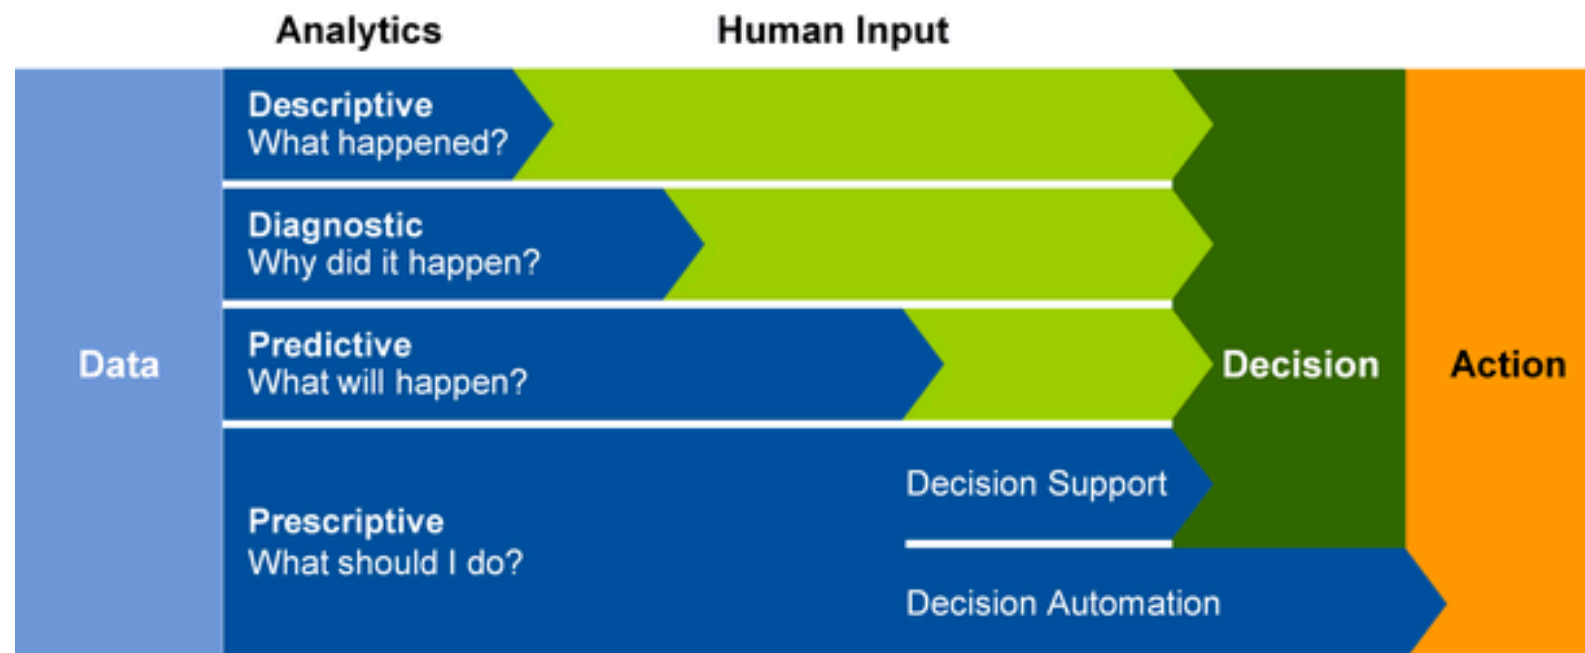 Analytics
Human Input
Descriptive
What happened?
Diagnostic
Why did it happen?
Predictive
What will happen?
Data
Decision
Action
Decision Support
Prescriptive
What should I do?
Decision Automation